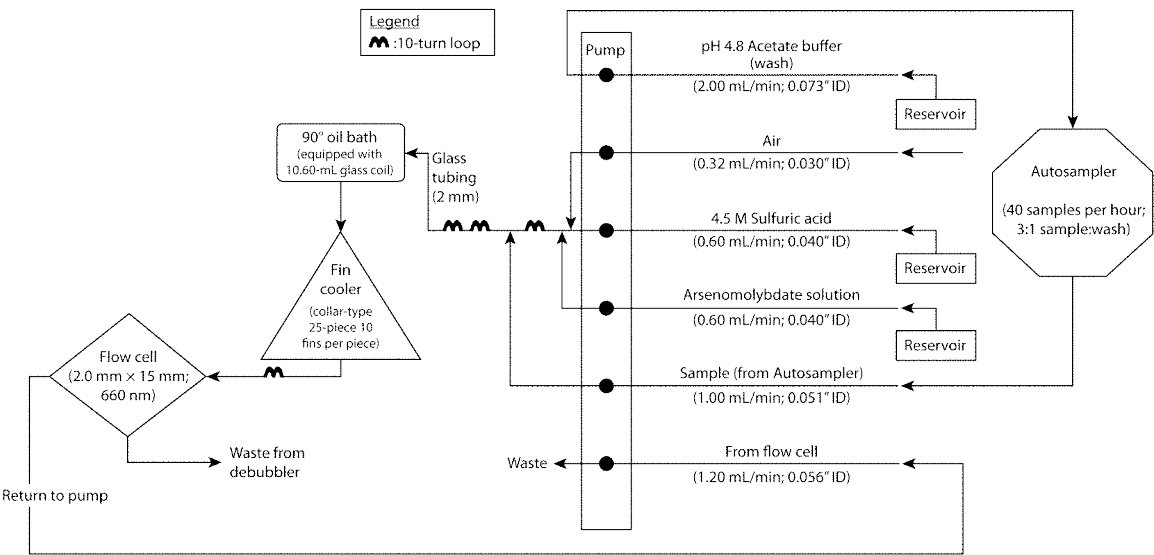 Legend
:10-turn loop
Pump
pH 4.8 Acetate buffer
(wash)
(2.00 mL/min; 0.073" ID)
Reservoir
Air
(0.32 mL/min; 0.030" ID)
4.5 M Sulfuric acid
(0.60 mL/min; 0.040" ID)
Reservoir
Arsenomolybdate solution
(0.60 mL/min; 0.040" ID)
Reservoir
Sample (from Autosampler)
(1.00 mL/min; 0.051" ID)
From flow cell
(1.20 mL/min; 0.056" ID)
Waste
Autosampler
(40 samples per hour;
3:1 sample:wash)
90° oil bath
(equipped with
10.60-mL glass coil)
Glass
tubing
(2 mm)
Fin
cooler
(collar-type
25-piece 10
fins per piece)
Flow cell
(2.0 mm × 15 mm;
660 nm)
Waste from
debubbler
Return to pump